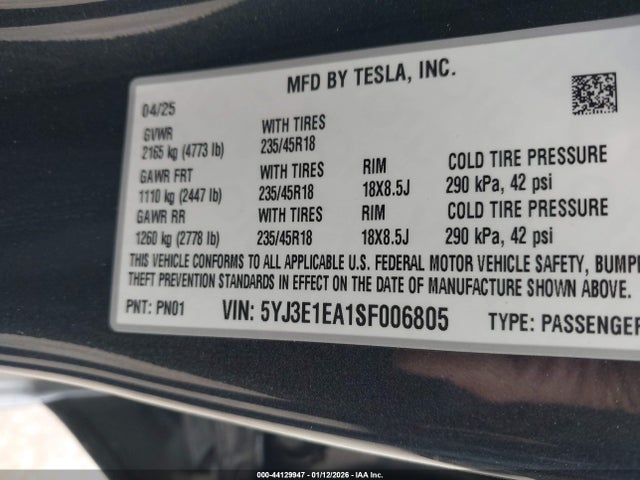 MFD BY TESLA, INC.
04/25
GVWR WITH TIRES
2165 kg (4773 lb) 235/45R18
GAWR FRT WITH TIRES RIM COLD TIRE PRESSURE
1110 kg (2447 lb) 235/45R18 18X8.5J 290 kPa, 42 psi
GAWR RR WITH TIRES RIM COLD TIRE PRESSURE
1260 kg (2778 lb) 235/45R18 18X8.5J 290 kPa, 42 psi
THIS VEHICLE CONFORMS TO ALL APPLICABLE U.S. FEDERAL MOTOR VEHICLE SAFETY, BUMPE
THEFT PREVENTION STANDARDS IN EFFECT ON THE DATE OF MANUFACTURE SHOWN ABOVE.
PNT: PN01 VIN: 5YJ3E1EA1SF006805 TYPE: PASSENGER
000-44129947 - 01/12/2026 - IAA Inc.